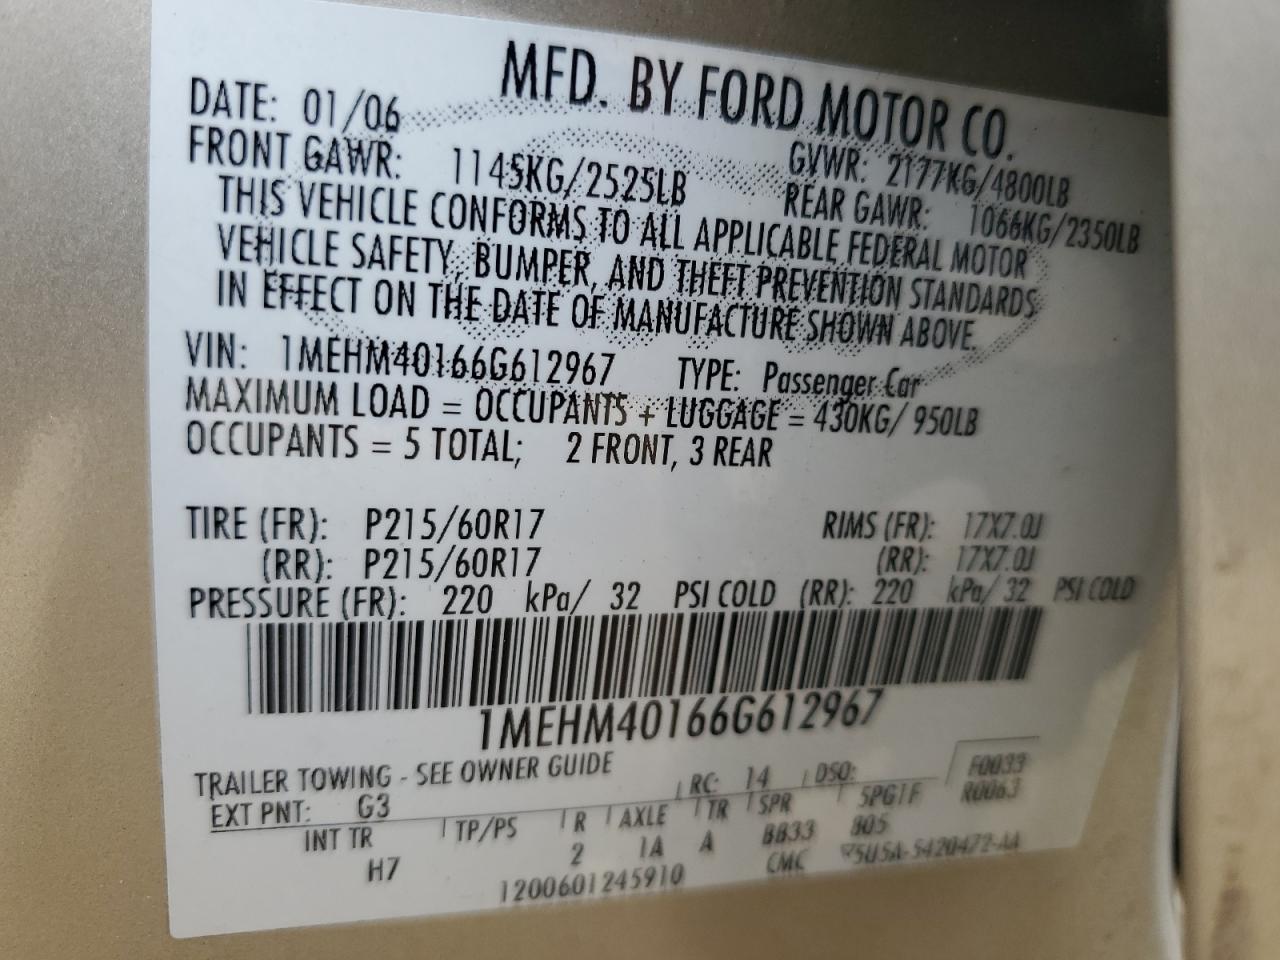 MFD. BY FORD MOTOR CO.
DATE: 01/06 GVWR: 2177KG/4800LB
FRONT GAWR: 1145KG/2525LB REAR GAWR: 1066KG/2350LB
THIS VEHICLE CONFORMS TO ALL APPLICABLE FEDERAL MOTOR
VEHICLE SAFETY, BUMPER, AND THEFT PREVENTION STANDARDS
IN EFFECT ON THE DATE OF MANUFACTURE SHOWN ABOVE.
VIN: 1MEHM40166G612967 TYPE: Passenger Car
MAXIMUM LOAD = OCCUPANTS + LUGGAGE = 430KG/ 950LB
OCCUPANTS = 5 TOTAL; 2 FRONT, 3 REAR
TIRE (FR): P215/60R17 RIMS (FR): 17X7.0J
(RR): P215/60R17 (RR): 17X7.0J
PRESSURE (FR): 220 kPa/ 32 PSI COLD (RR): 220 kPa/ 32 PSI COLD
1MEHM40166G612967
TRAILER TOWING - SEE OWNER GUIDE
EXT PNT: G3 RC: 14 DSO: F0033
R0063
INT TR TP/PS R AXLE TR SPR 5PG1F
H7 2 1A A BB33 805
1200601245910 CMC